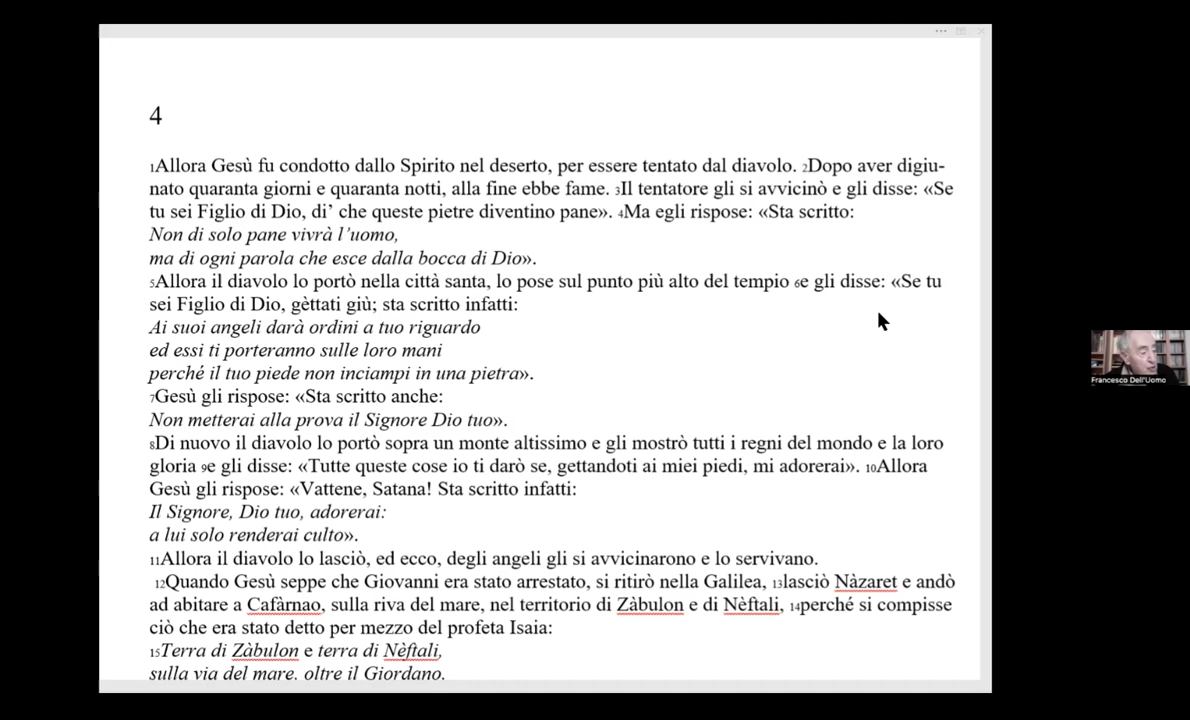 4
1Allora Gesù fu condotto dallo Spirito nel deserto, per essere tentato dal diavolo. 2Dopo aver digiu-
nato quaranta giorni e quaranta notti, alla fine ebbe fame. 3Il tentatore gli si avvicinò e gli disse: «Se
tu sei Figlio di Dio, di’ che queste pietre diventino pane». 4Ma egli rispose: «Sta scritto:
Non di solo pane vivrà l’uomo,
ma di ogni parola che esce dalla bocca di Dio».
5Allora il diavolo lo portò nella città santa, lo pose sul punto più alto del tempio 6e gli disse: «Se tu
sei Figlio di Dio, gèttati giù; sta scritto infatti:
Ai suoi angeli darà ordini a tuo riguardo
ed essi ti porteranno sulle loro mani
perché il tuo piede non inciampi in una pietra».
7Gesù gli rispose: «Sta scritto anche:
Non metterai alla prova il Signore Dio tuo».
8Di nuovo il diavolo lo portò sopra un monte altissimo e gli mostrò tutti i regni del mondo e la loro
gloria 9e gli disse: «Tutte queste cose io ti darò se, gettandoti ai miei piedi, mi adorerai». 10Allora
Gesù gli rispose: «Vattene, Satana! Sta scritto infatti:
Il Signore, Dio tuo, adorerai:
a lui solo renderai culto».
11Allora il diavolo lo lasciò, ed ecco, degli angeli gli si avvicinarono e lo servivano.
12Quando Gesù seppe che Giovanni era stato arrestato, si ritirò nella Galilea, 13lasciò Nàzaret e andò
ad abitare a Cafàrnao, sulla riva del mare, nel territorio di Zàbulon e di Nèftali, 14perché si compisse
ciò che era stato detto per mezzo del profeta Isaia:
15Terra di Zàbulon e terra di Nèftali,
sulla via del mare, oltre il Giordano,
Francesco Dell'Uomo